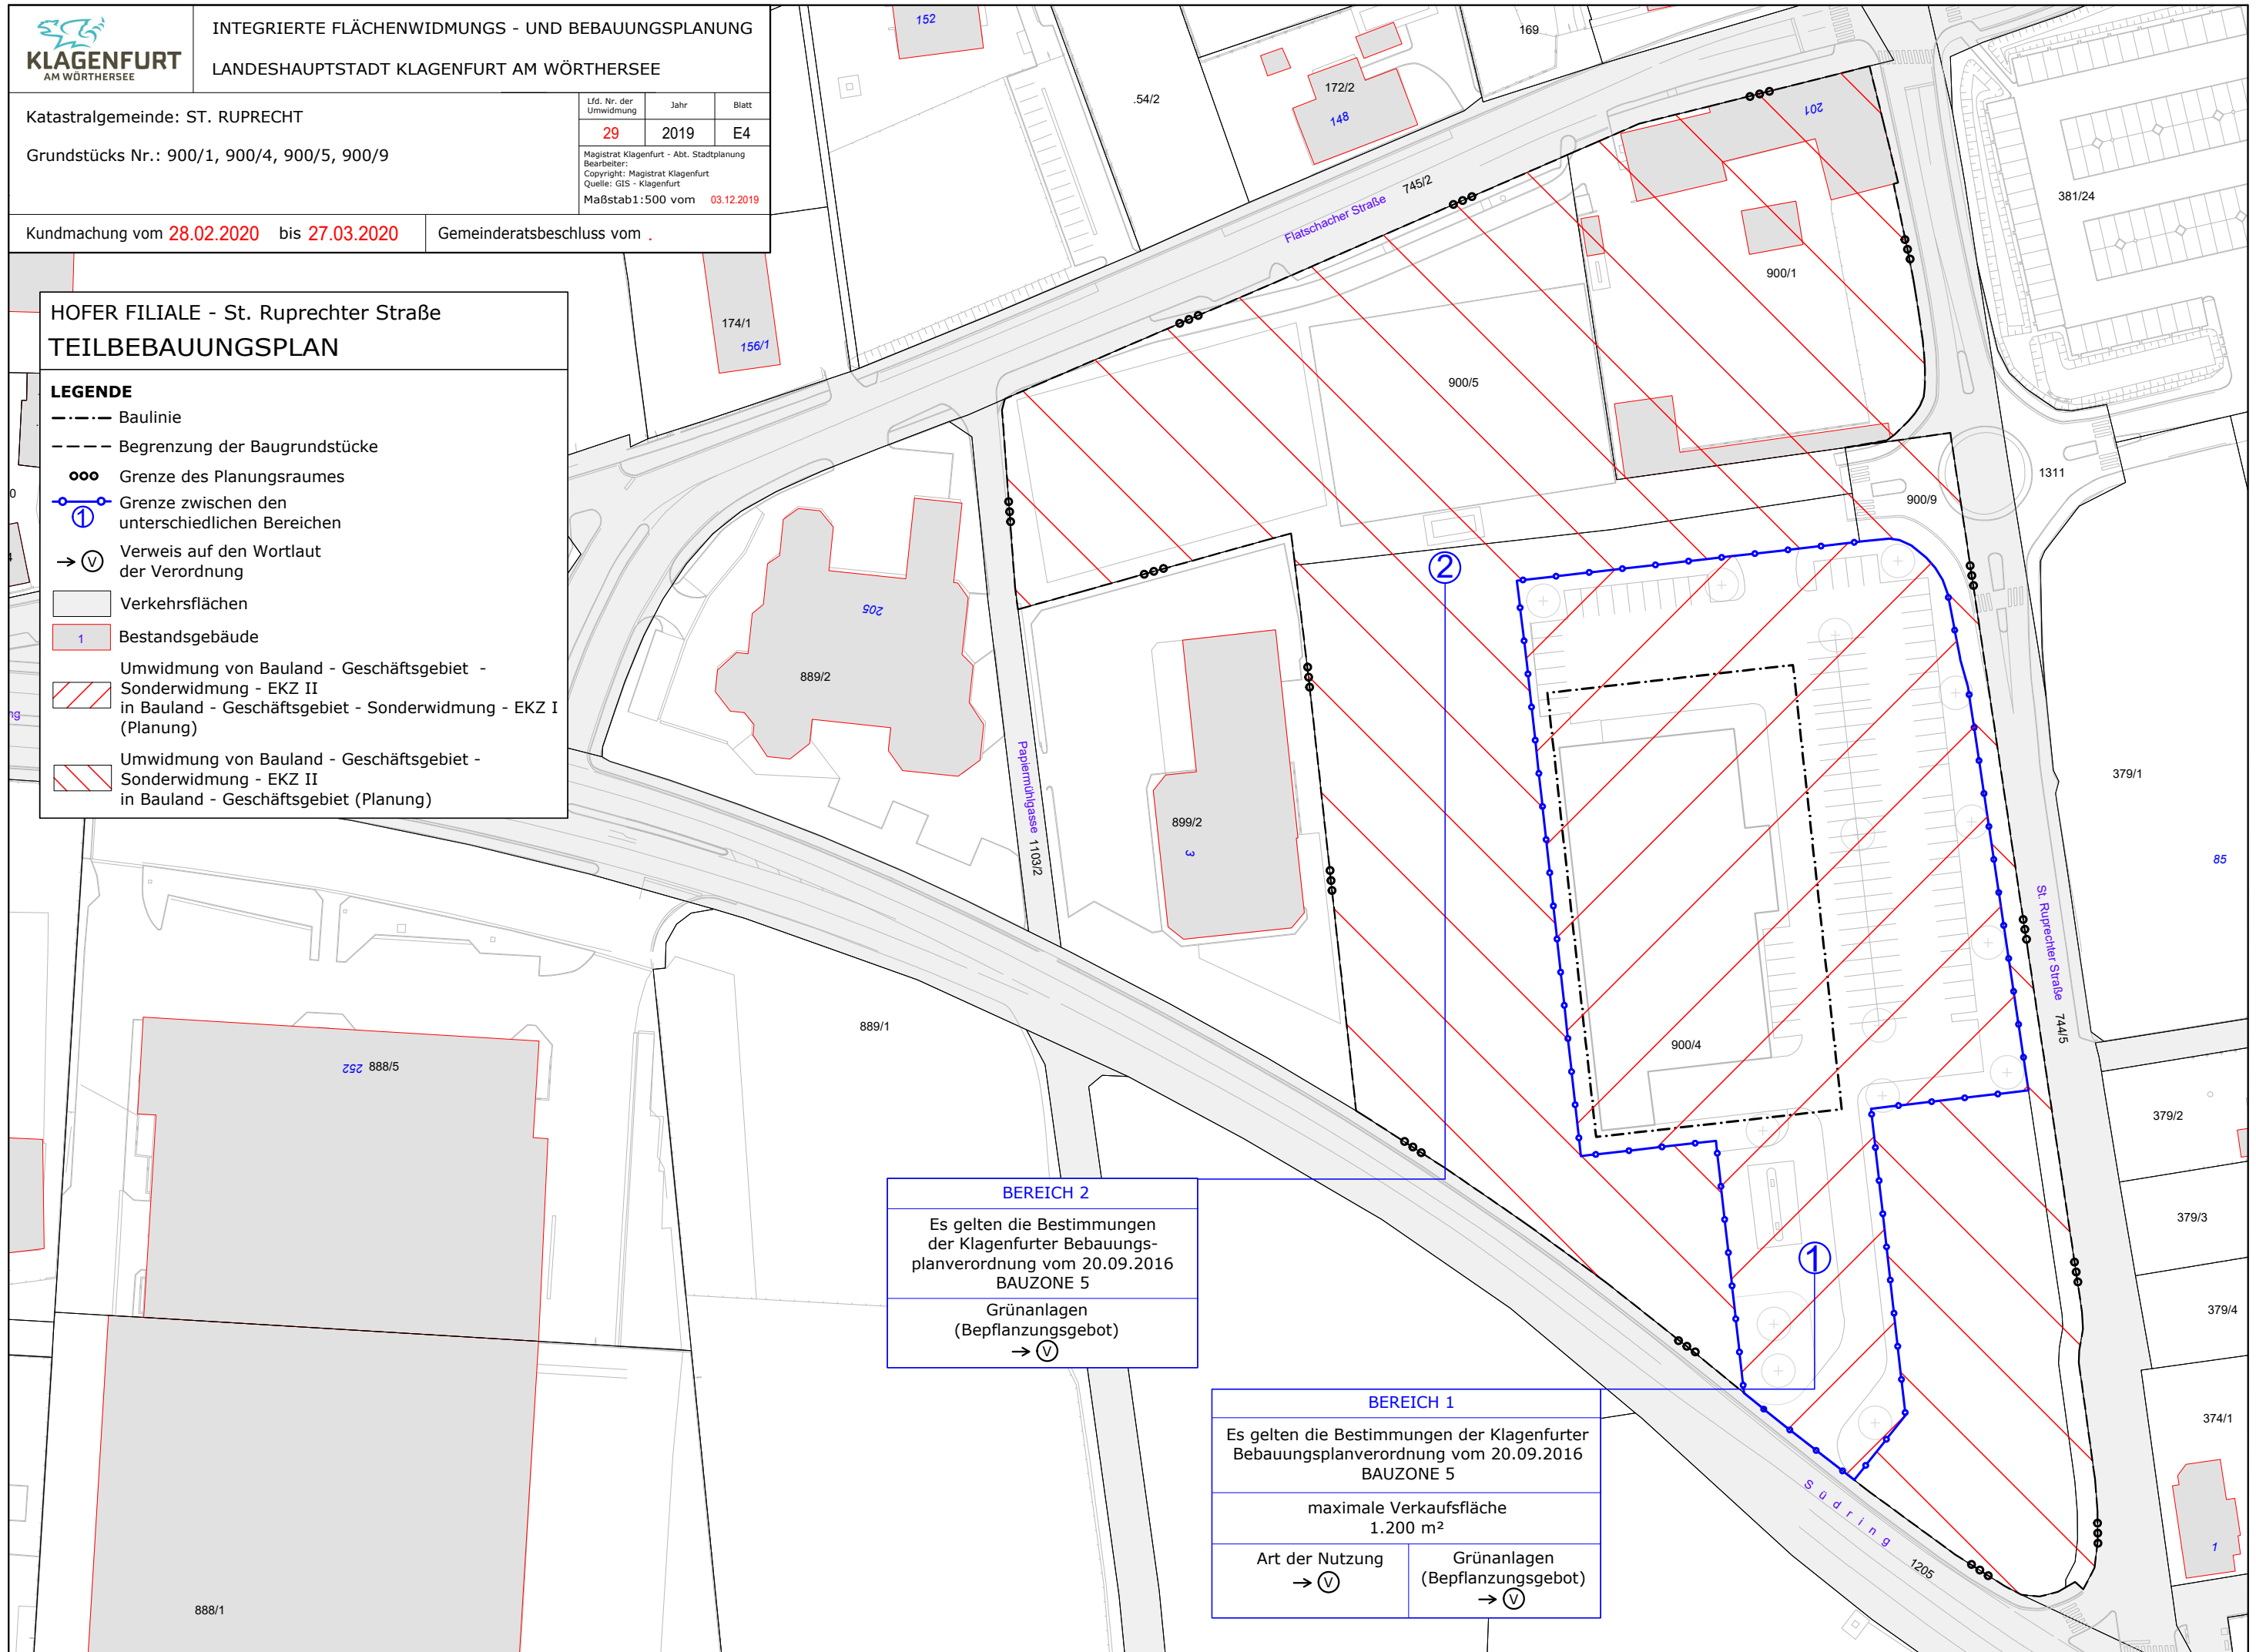 KLAGENFURT
AM WÖRTHERSEE
INTEGRIERTE FLÄCHENWIDMUNGS - UND BEBAUUNGSPLANUNG
LANDESHAUPTSTADT KLAGENFURT AM WÖRTHERSEE
Katastralgemeinde: ST. RUPRECHT
Grundstücks Nr.: 900/1, 900/4, 900/5, 900/9
Lfd. Nr. der
Umwidmung
Jahr
Blatt
29
2019
E4
Magistrat Klagenfurt - Abt. Stadtplanung
Bearbeiter:
Copyright: Magistrat Klagenfurt
Quelle: GIS - Klagenfurt
Maßstab1:500 vom 03.12.2019
Kundmachung vom 28.02.2020 bis 27.03.2020
Gemeinderatsbeschluss vom .
HOFER FILIALE - St. Ruprechter Straße
TEILBEBAUUNGSPLAN
LEGENDE
Baulinie
Begrenzung der Baugrundstücke
Grenze des Planungsraumes
Grenze zwischen den
unterschiedlichen Bereichen
1
Verweis auf den Wortlaut
der Verordnung
V
Verkehrsflächen
1
Bestandsgebäude
Umwidmung von Bauland - Geschäftsgebiet -
Sonderwidmung - EKZ II
in Bauland - Geschäftsgebiet - Sonderwidmung - EKZ I
(Planung)
Umwidmung von Bauland - Geschäftsgebiet -
Sonderwidmung - EKZ II
in Bauland - Geschäftsgebiet (Planung)
152
169
.54/2
172/2
148
201
381/24
Flatschacher Straße 745/2
900/1
174/1
156/1
900/5
1311
900/9
2
205
889/2
Papiermühlgasse 1103/2
899/2
3
379/1
85
St. Ruprechter Straße 744/5
900/4
889/1
252
888/5
379/2
379/3
379/4
374/1
1
888/1
1
Südring 1205
BEREICH 2
Es gelten die Bestimmungen
der Klagenfurter Bebauungs-
planverordnung vom 20.09.2016
BAUZONE 5
Grünanlagen
(Bepflanzungsgebot)
→ V
BEREICH 1
Es gelten die Bestimmungen der Klagenfurter
Bebauungsplanverordnung vom 20.09.2016
BAUZONE 5
maximale Verkaufsfläche
1.200 m²
Art der Nutzung
→ V
Grünanlagen
(Bepflanzungsgebot)
→ V